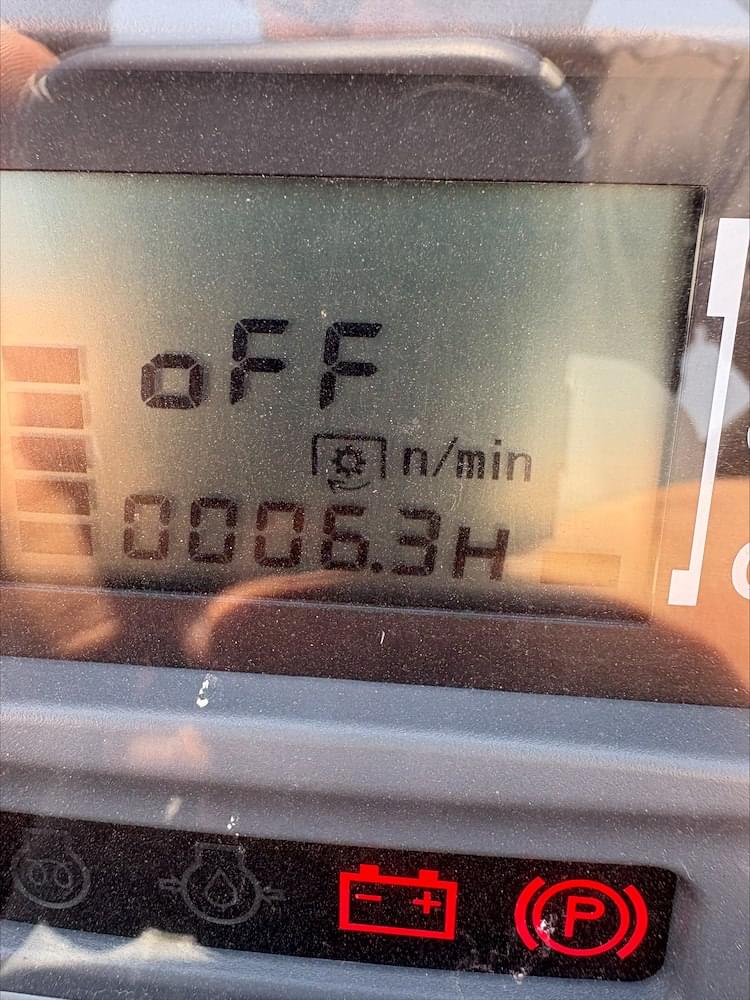 oFF
n/min
0006.3H
- +
P